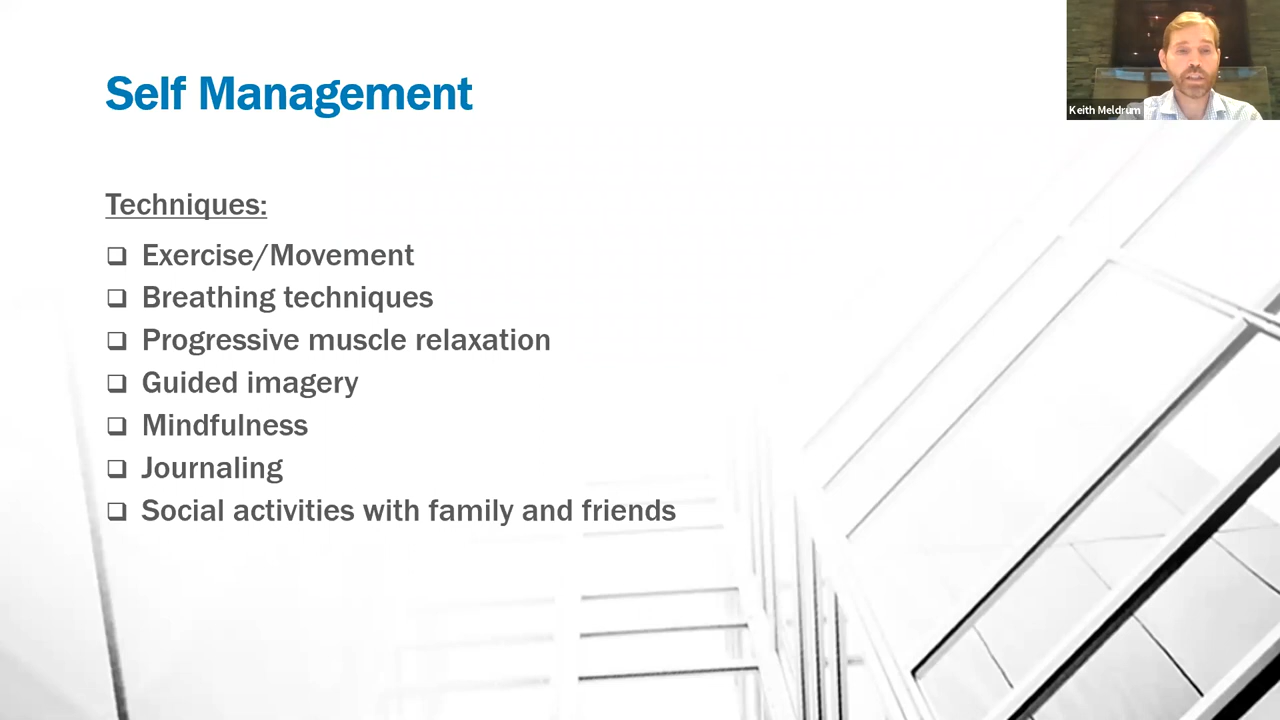 Self Management
Keith Meldrum
Techniques:
Exercise/Movement
Breathing techniques
Progressive muscle relaxation
Guided imagery
Mindfulness
Journaling
Social activities with family and friends